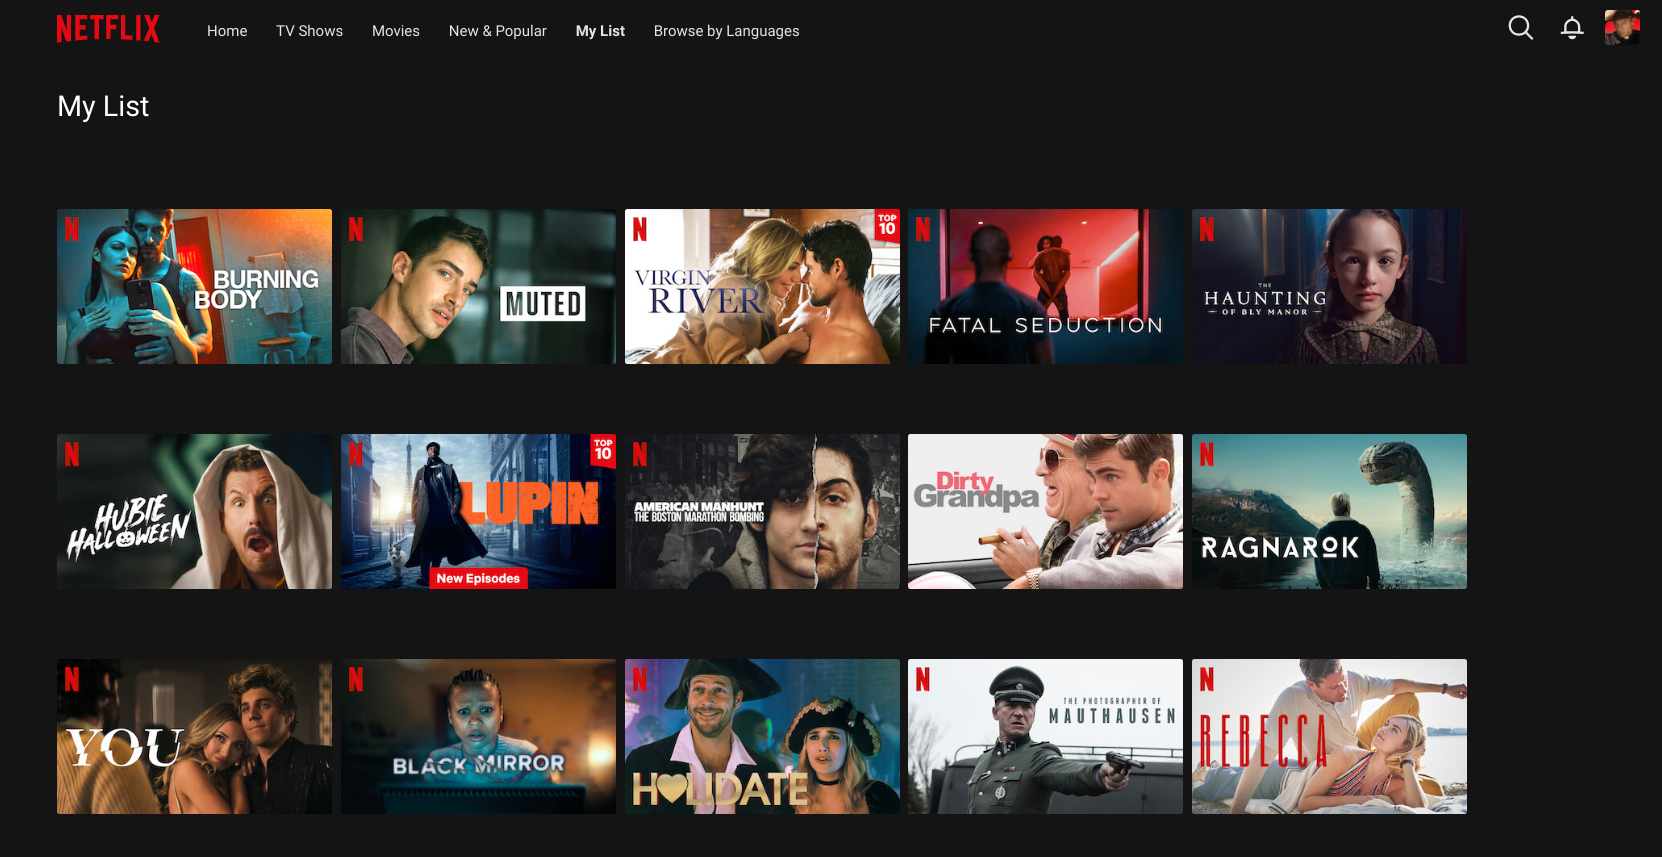 NETFLIX
Home TV Shows Movies New & Popular My List Browse by Languages
My List
N
BURNING
BODY
N
MUTED
N
TOP
10
VIRGIN
RIVER
N
FATAL SEDUCTION
N
THE
HAUNTING
OF BLY MANOR
N
HUBIE
HALLOWEEN
N
TOP
10
LUPIN
New Episodes
N
AMERICAN MANHUNT
THE BOSTON MARATHON BOMBING
Dirty
Grandpa
N
RAGNAROK
N
YOU
N
BLACK MIRROR
N
HOLIDATE
N
THE PHOTOGRAPHER OF
MAUTHAUSEN
N
REBECCA